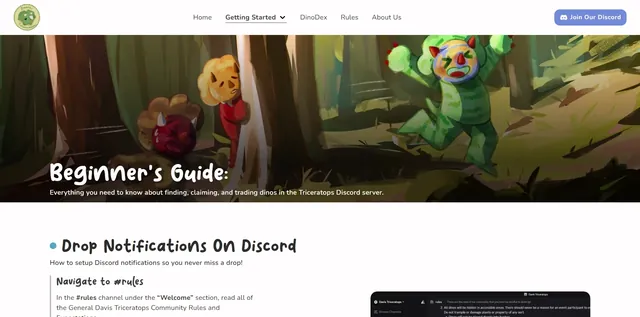 Home Getting Started DinoDex Rules About Us Join Our Discord
Beginner's Guide:
Everything you need to know about finding, claiming, and trading dinos in the Triceratops Discord server.
Drop Notifications On Discord
How to setup Discord notifications so you never miss a drop!
Navigate to #rules
In the #rules channel under the “Welcome” section, read all of
the General Davis Triceratops Community Rules and